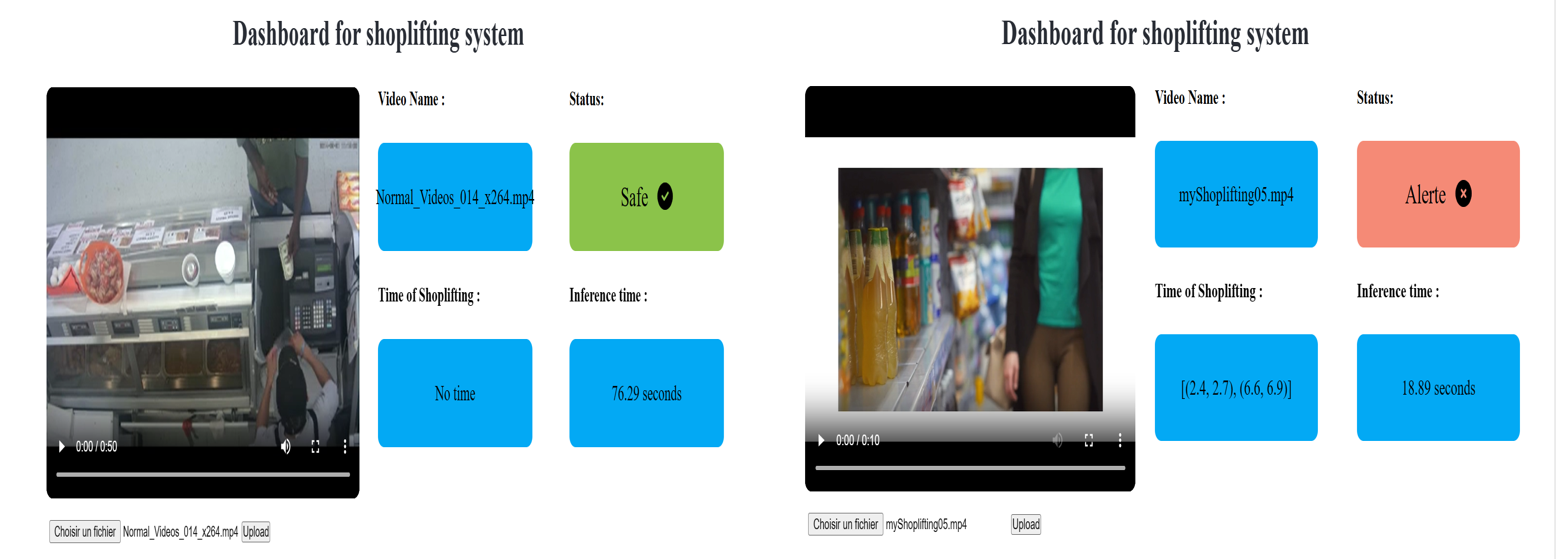 Dashboard for shoplifting system
Video Name :
Status:
Normal_Videos_014_x264.mp4
Safe
Time of Shoplifting :
Inference time :
No time
76.29 seconds
0:00 / 0:50
Choisir un fichier Normal_Videos_014_x264.mp4 Upload
Dashboard for shoplifting system
Video Name :
Status:
myShoplifting05.mp4
Alerte
Time of Shoplifting :
Inference time :
[(2.4, 2.7), (6.6, 6.9)]
18.89 seconds
0:00 / 0:10
Choisir un fichier myShoplifting05.mp4 Upload